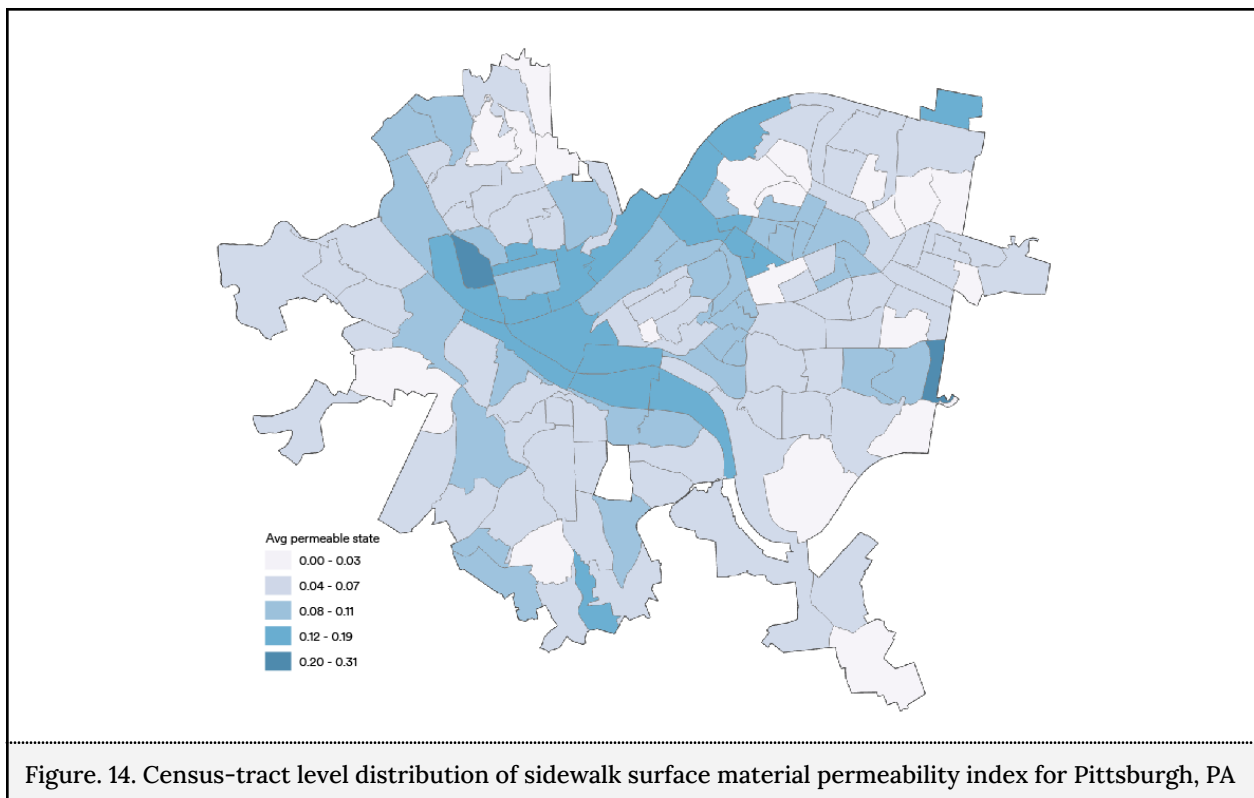 Avg permeable state
0.00 - 0.03
0.04 - 0.07
0.08 - 0.11
0.12 - 0.19
0.20 - 0.31
Figure. 14. Census-tract level distribution of sidewalk surface material permeability index for Pittsburgh, PA